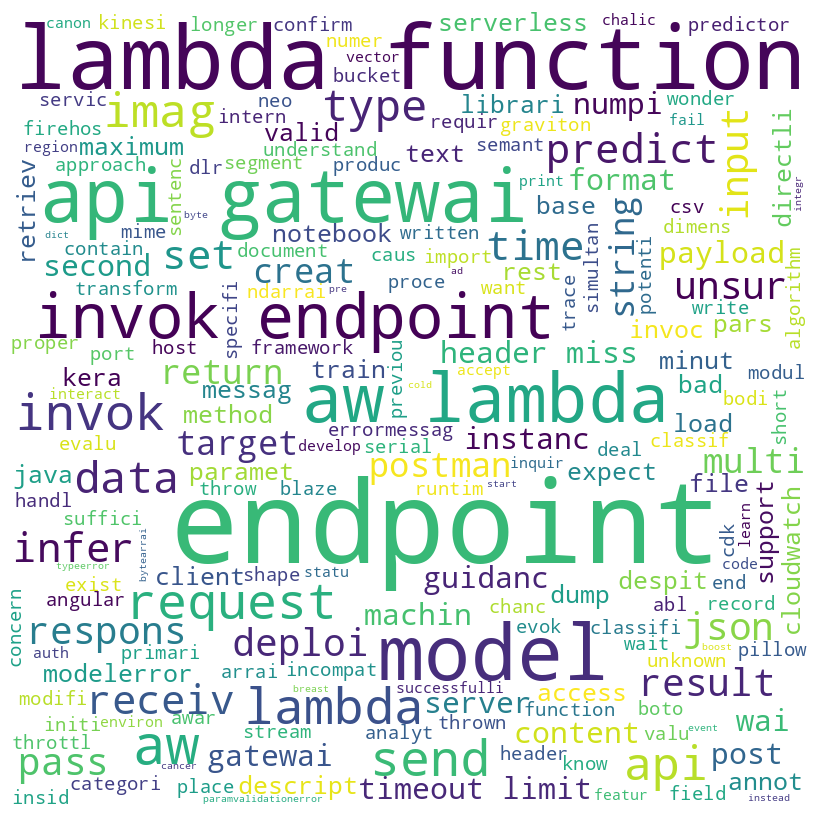 canon kinesi longer confirm serverless chalic predictor
lambda function
numer vector bucket
servic imag intern neo type librari numpi wonder
firehos requir graviton fail
region maximum valid understand text semant predict input directli
approach dlr segment produc format
retriev api gatewai print integr
sentenc byte mime notebook written base csv dimens
dict contain document caus import time string simultan potenti
second set creat proce rest want payload
transform ndarrai pre ad trace unsur algorithm
specifi invok endpoint write
proper port host framework header miss invoc pars
kera return train previou minut modul
interact messag cold accept bad bodi
invok method aw lambda load short
evalu target errormessag instanc deal classif
develop serial inquir
java data paramet postman expect multi
handl throw blaze runtim start file
suffici endpoint support learn cloudwatch
typeerror bytearrai cdk code
infer client shape statu guidanc despit end
exist
angular request machin chanc dump abl record
concern auth respons evok classifi json
primari deploi model wait pillow
modelerror arrai incompat unknown boost
breast successfulli access result
modifi receiv lambda server function
initi environ awar stream analyt thrown content boto valu event wai
throttl aw gatewai header know post
pass cancer send api
categori place descript timeout limit annot
insid paramvalidationerror featur field instead